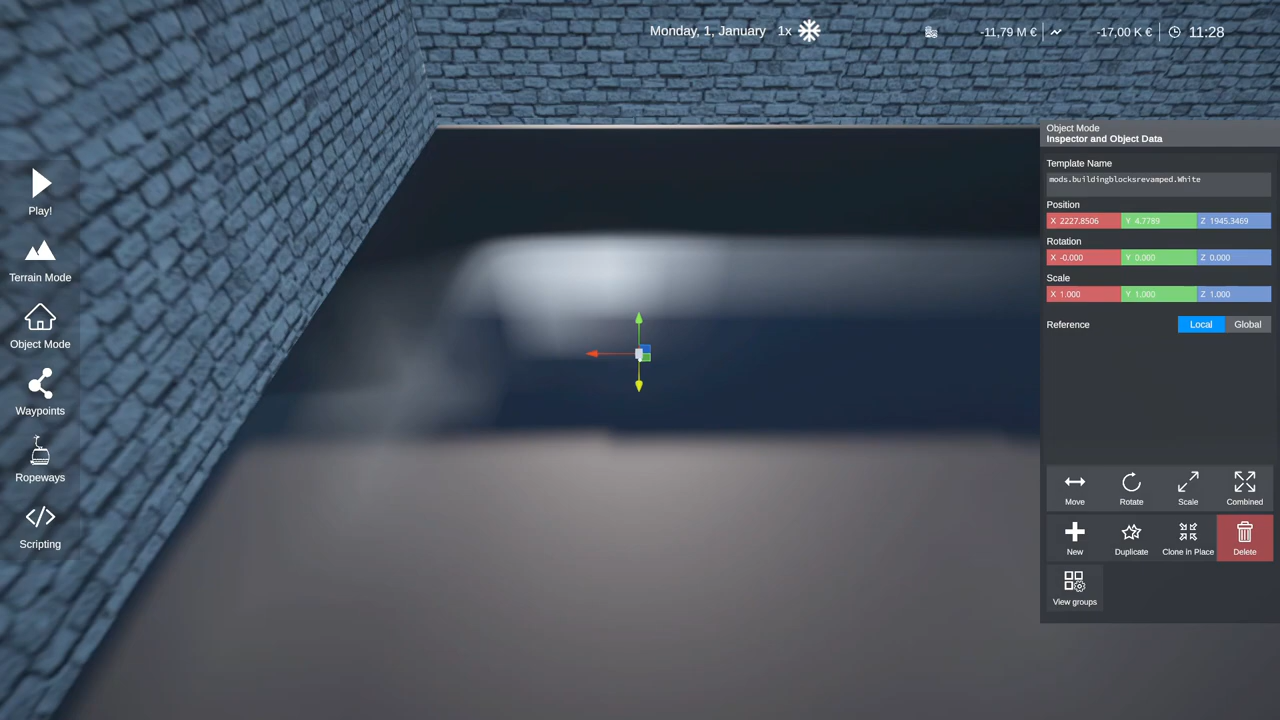 Monday, 1, January 1x
-11,79 M € -17,00 K € 11:28
Play!
Terrain Mode
Object Mode
Waypoints
Ropeways
Scripting
Object Mode
Inspector and Object Data
Template Name
mods.buildingblocksrevamped.White
Position
X 2227.8506 Y 4.7789 Z 1945.3469
Rotation
X -0.000 Y 0.000 Z 0.000
Scale
X 1.000 Y 1.000 Z 1.000
Reference Local Global
Move Rotate Scale Combined
New Duplicate Clone in Place Delete
View groups